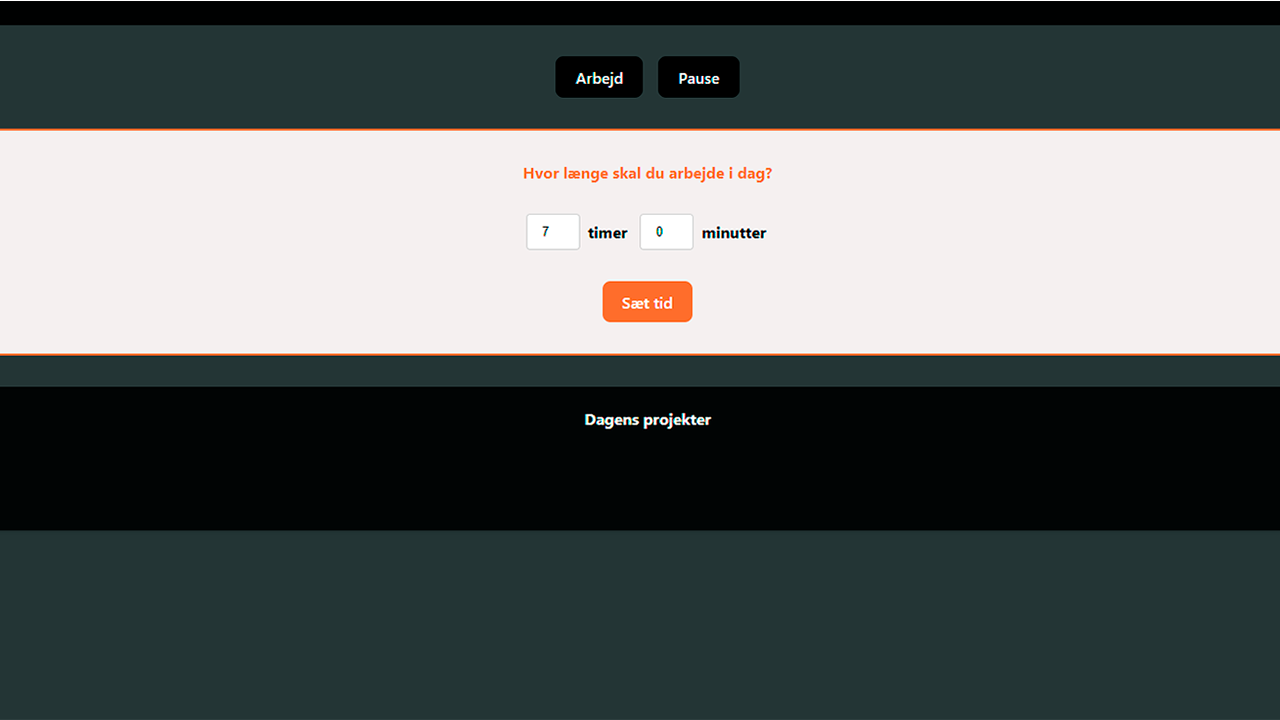 Arbejd Pause
Hvor længe skal du arbejde i dag?
7 timer 0 minutter
Sæt tid
Dagens projekter